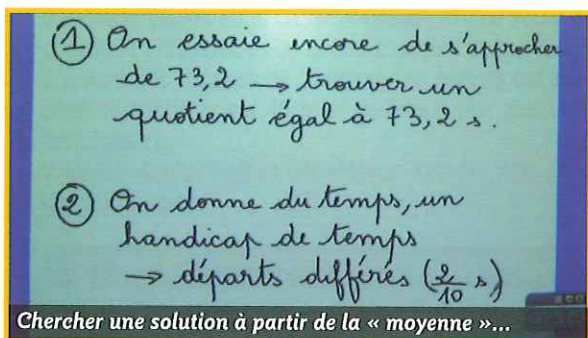 ① On essaie encore de s'approcher
de 73,2 → trouver un
quotient égal à 73,2 s.
② On donne du temps, un
handicap de temps
→ départs différés (2/10 s)
Chercher une solution à partir de la « moyenne »...